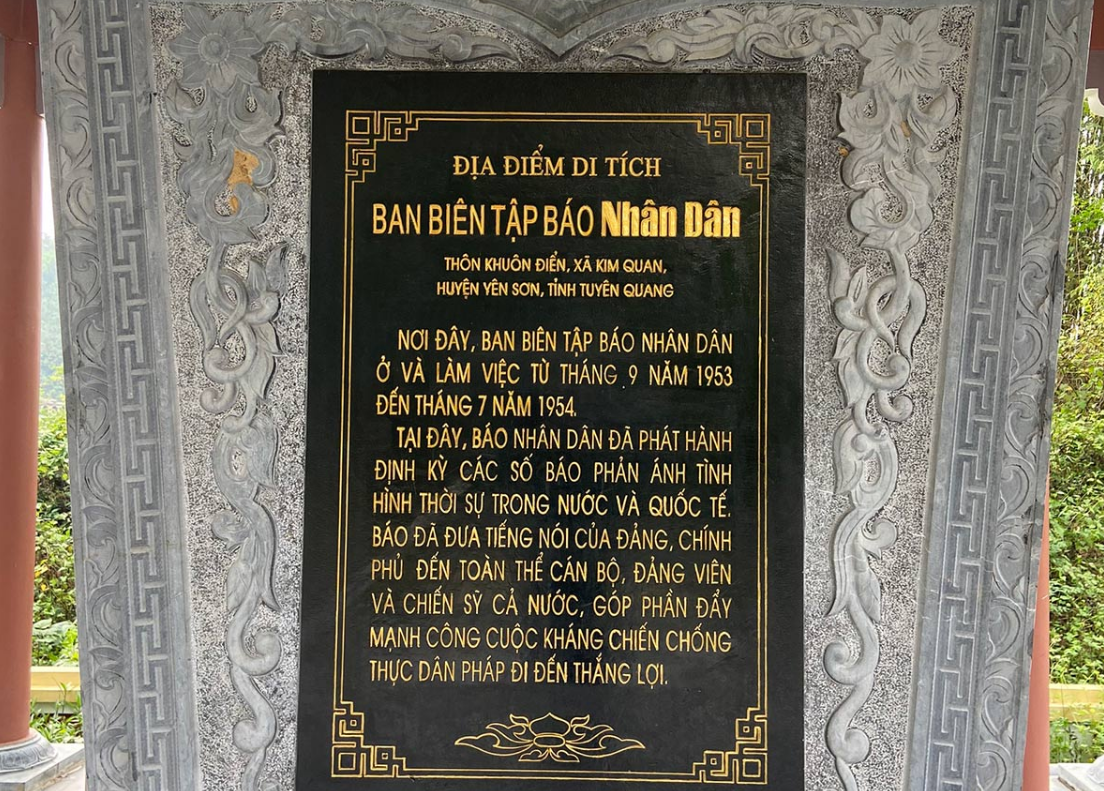 ĐỊA ĐIỂM DI TÍCH
BAN BIÊN TẬP BÁO Nhân Dân
THÔN KHUÔN ĐIỂN, XÃ KIM QUAN,
HUYỆN YÊN SƠN, TỈNH TUYÊN QUANG
NƠI ĐÂY, BAN BIÊN TẬP BÁO NHÂN DÂN
Ở VÀ LÀM VIỆC TỪ THÁNG 9 NĂM 1953
ĐẾN THÁNG 7 NĂM 1954.
TẠI ĐÂY, BÁO NHÂN DÂN ĐÃ PHÁT HÀNH
ĐỊNH KỲ CÁC SỐ BÁO PHẢN ÁNH TÌNH
HÌNH THỜI SỰ TRONG NƯỚC VÀ QUỐC TẾ.
BÁO ĐÃ ĐƯA TIẾNG NÓI CỦA ĐẢNG, CHÍNH
PHỦ ĐẾN TOÀN THỂ CÁN BỘ, ĐẢNG VIÊN
VÀ CHIẾN SỸ CẢ NƯỚC, GÓP PHẦN ĐẨY
MẠNH CÔNG CUỘC KHÁNG CHIẾN CHỐNG
THỰC DÂN PHÁP ĐI ĐẾN THẮNG LỢI.